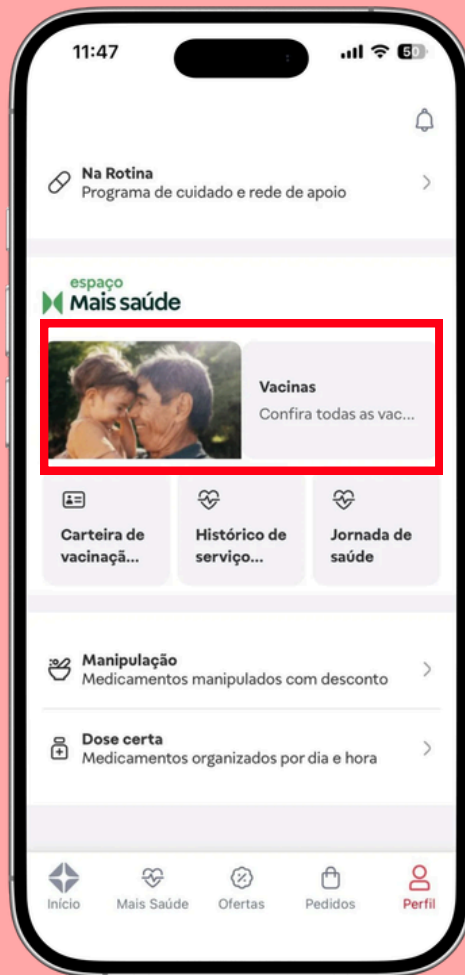 11:47
50
Na Rotina
Programa de cuidado e rede de apoio
espaço
Mais saúde
Vacinas
Confira todas as vac...
Carteira de
vacinaçã...
Histórico de
serviço...
Jornada de
saúde
Manipulação
Medicamentos manipulados com desconto
Dose certa
Medicamentos organizados por dia e hora
Início
Mais Saúde
Ofertas
Pedidos
Perfil